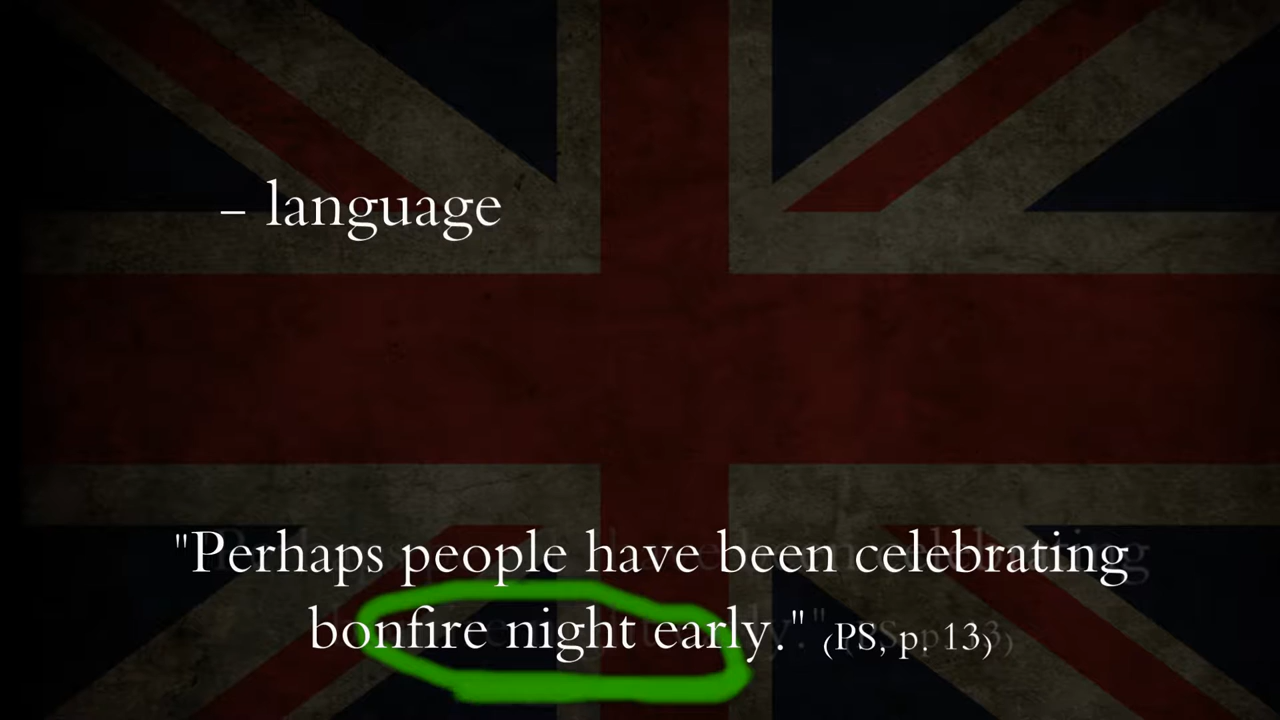 – language
"Perhaps people have been celebrating
bonfire night early." (PS, p. 13)